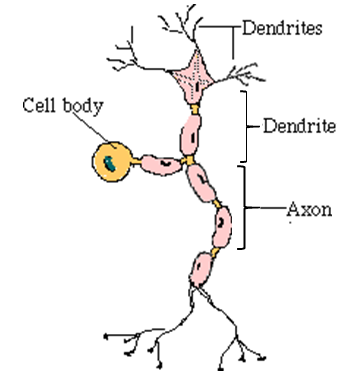 Dendrites
Cell body
Dendrite
Axon